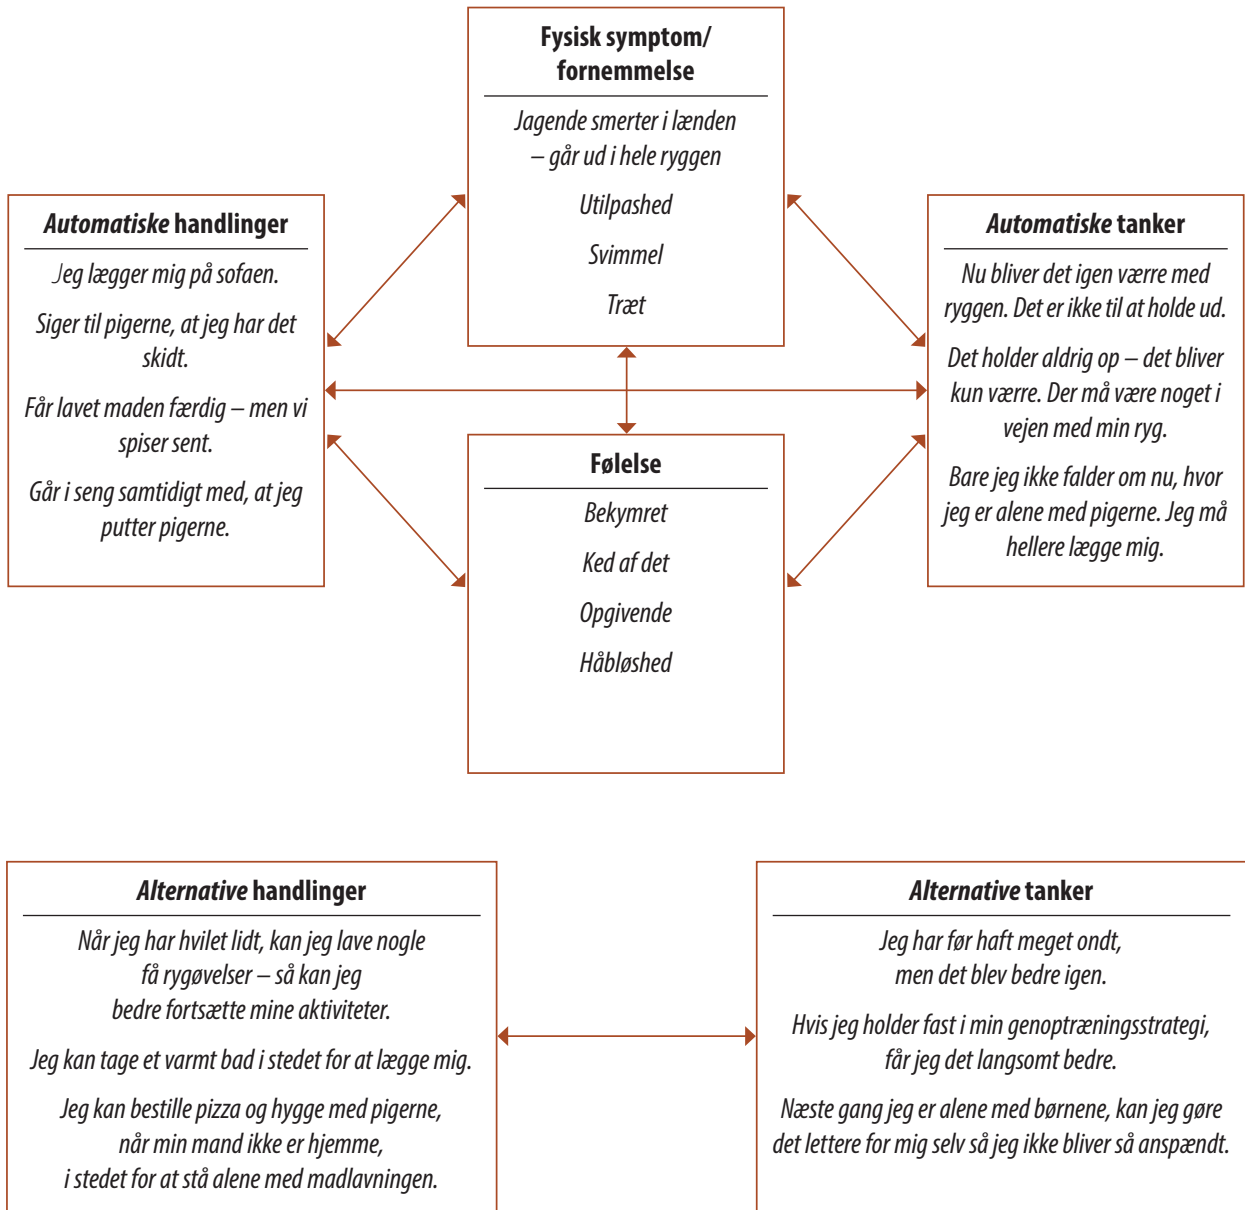 Fysisk symptom/
fornemmelse
Jagende smerter i lænden
– går ud i hele ryggen
Utilpashed
Svimmel
Træt
Automatiske handlinger
Jeg lægger mig på sofaen.
Siger til pigerne, at jeg har det
skidt.
Får lavet maden færdig – men vi
spiser sent.
Går i seng samtidigt med, at jeg
putter pigerne.
Automatiske tanker
Nu bliver det igen værre med
ryggen. Det er ikke til at holde ud.
Det holder aldrig op – det bliver
kun værre. Der må være noget i
vejen med min ryg.
Bare jeg ikke falder om nu, hvor
jeg er alene med pigerne. Jeg må
hellere lægge mig.
Følelse
Bekymret
Ked af det
Opgivende
Håbløshed
Alternative handlinger
Når jeg har hvilet lidt, kan jeg lave nogle
få rygøvelser – så kan jeg
bedre fortsætte mine aktiviteter.
Jeg kan tage et varmt bad i stedet for at lægge mig.
Jeg kan bestille pizza og hygge med pigerne,
når min mand ikke er hjemme,
i stedet for at stå alene med madlavningen.
Alternative tanker
Jeg har før haft meget ondt,
men det blev bedre igen.
Hvis jeg holder fast i min genoptræningsstrategi,
får jeg det langsomt bedre.
Næste gang jeg er alene med børnene, kan jeg gøre
det lettere for mig selv så jeg ikke bliver så anspændt.